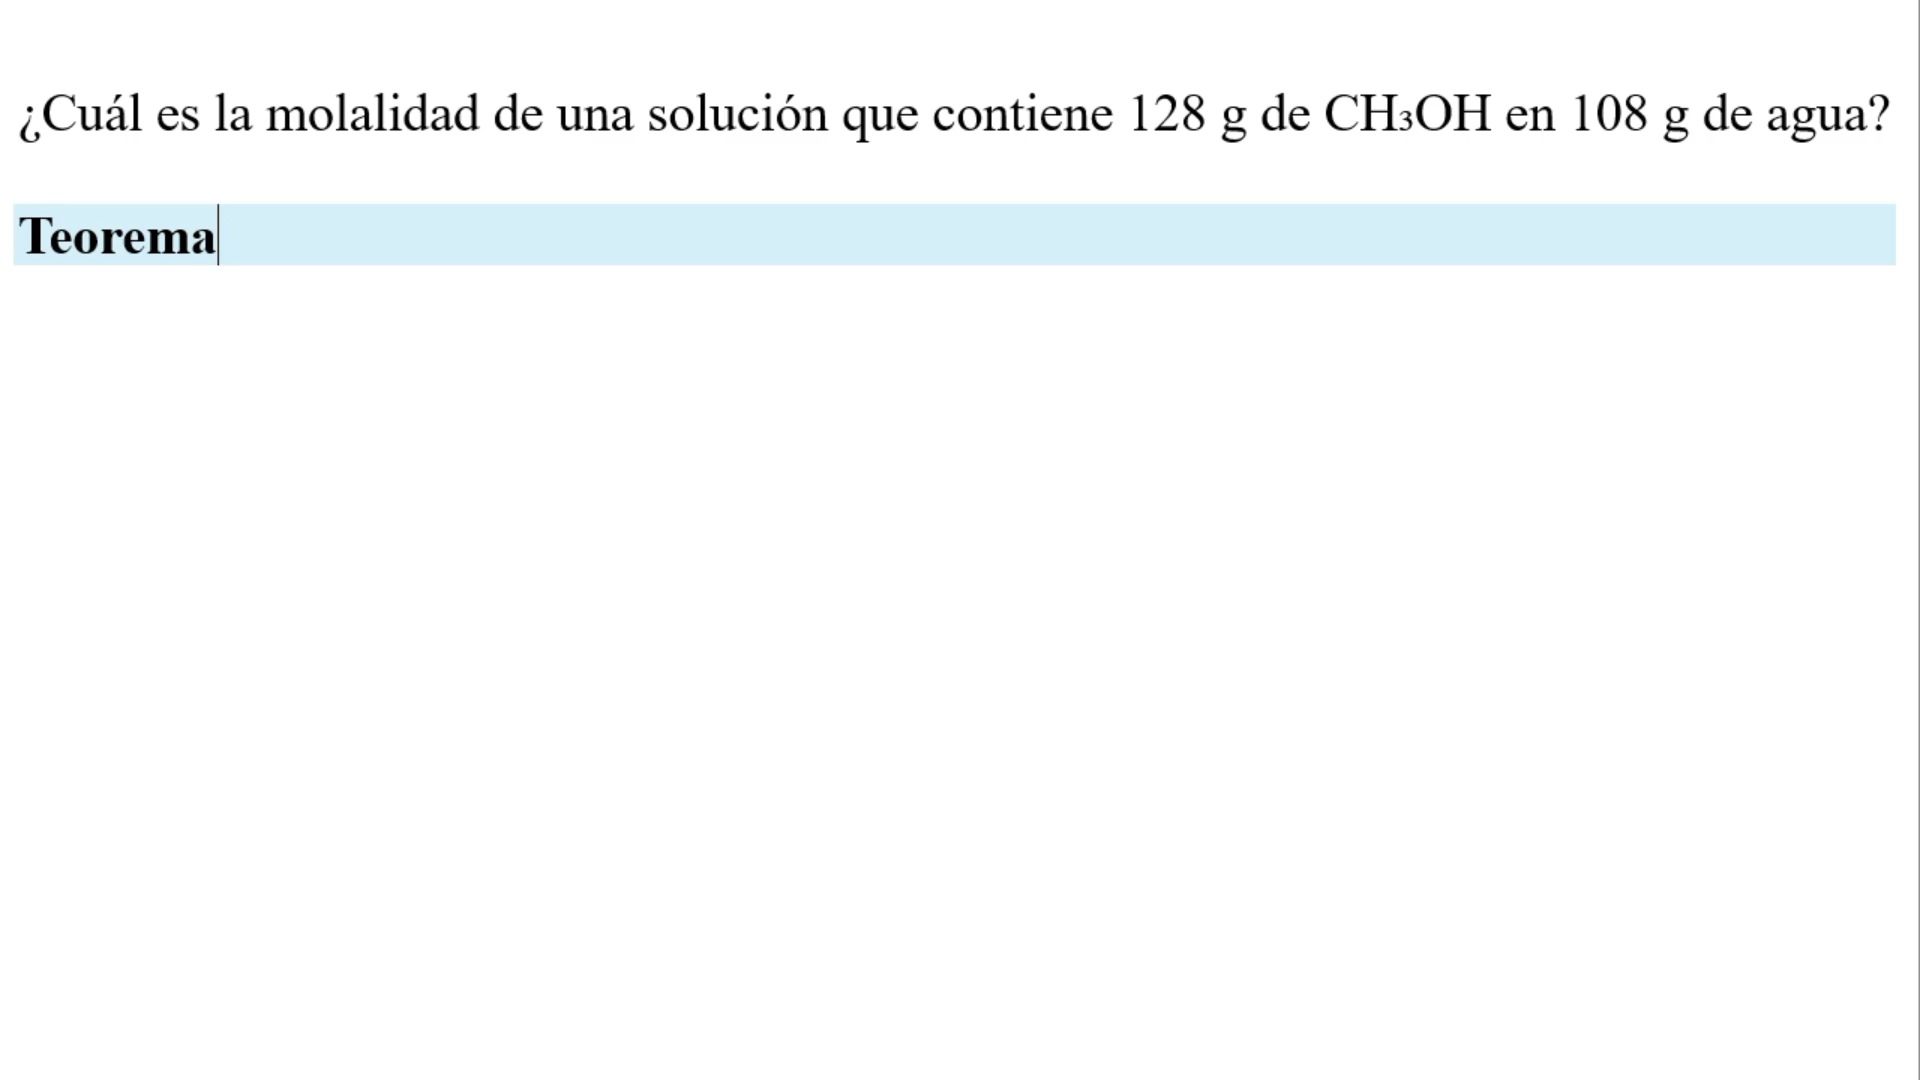 ¿Cuál es la molalidad de una solución que contiene 128 g de CH₃OH en 108 g de agua?
Teorema